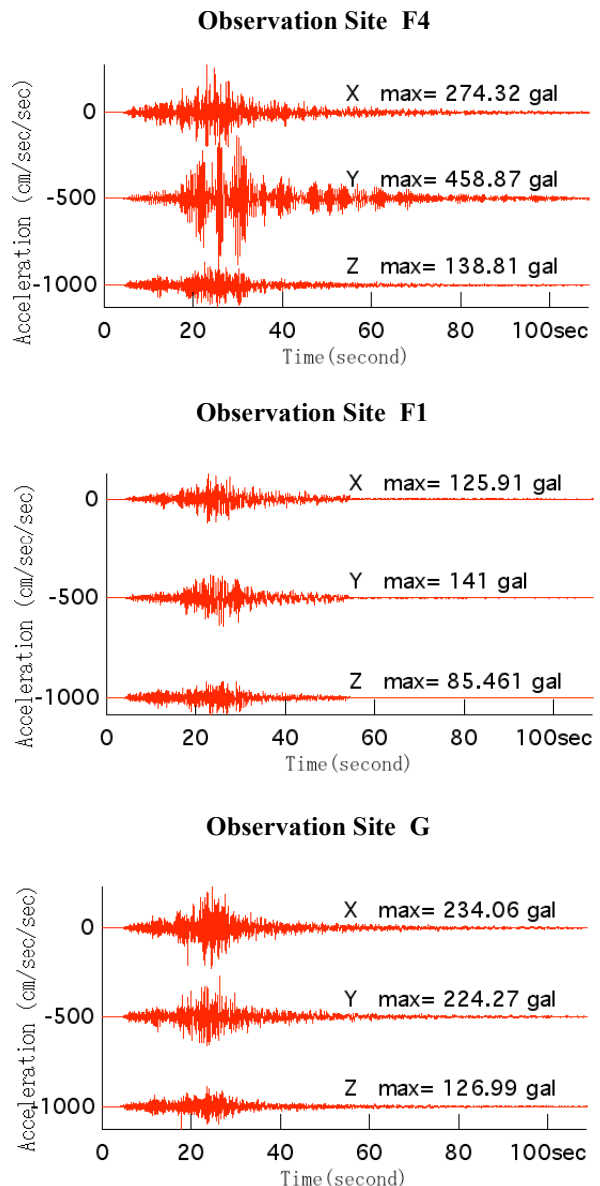 Observation Site F4
Acceleration (cm/sec/sec)
X max= 274.32 gal
0
Y max= 458.87 gal
-500
Z max= 138.81 gal
-1000
0 20 40 60 80 100sec
Time(second)
Observation Site F1
Acceleration (cm/sec/sec)
X max= 125.91 gal
0
Y max= 141 gal
-500
Z max= 85.461 gal
-1000
0 20 40 60 80 100sec
Time(second)
Observation Site G
Acceleration (cm/sec/sec)
X max= 234.06 gal
0
Y max= 224.27 gal
-500
Z max= 126.99 gal
-1000
0 20 40 60 80 100sec
Time(second)